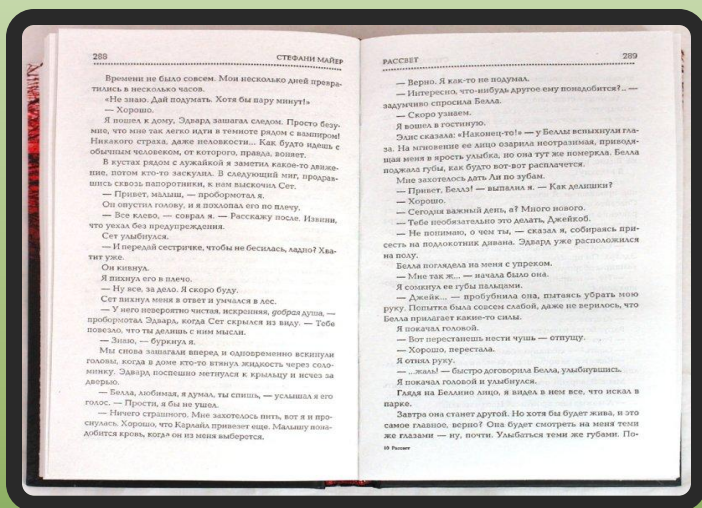 288
СТЕФАНИ МАЙЕР
Времени не было совсем. Мои несколько дней превра-
тились в несколько часов.
«Не знаю. Дай подумать. Хотя бы пару минут!»
— Хорошо.
Я пошел к дому, Эдвард зашагал следом. Просто безу-
мие, что мне так легко идти в темноте рядом с вампиром!
Никакого страха, даже неловкости... Как будто идешь с
обычным человеком, от которого, правда, воняет.
В кустах рядом с лужайкой я заметил какое-то движе-
ние, потом кто-то заскулил. В следующий миг, продрав-
шись сквозь папоротники, к нам выскочил Сет.
— Привет, малыш, — пробормотал я.
Он опустил голову, и я похлопал его по плечу.
— Все клево, — соврал я. — Расскажу после. Извини,
что уехал без предупреждения.
Сет улыбнулся.
— И передай сестричке, чтобы не бесилась, ладно? Хва-
тит уже.
Он кивнул.
Я пихнул его в плечо.
— Ну все, за дело. Я скоро буду.
Сет пихнул меня в ответ и умчался в лес.
— У него невероятно чистая, искренняя, добрая душа, —
пробормотал Эдвард, когда Сет скрылся из виду. — Тебе
повезло, что ты делишь с ним мысли.
— Знаю, — буркнул я.
Мы снова зашагали вперед и одновременно вскинули
головы, когда в доме кто-то втянул жидкость через соло-
минку. Эдвард поспешно метнулся к крыльцу и исчез за
дверью.
— Белла, любимая, я думал, ты спишь, — услышал я его
голос. — Прости, я бы не ушел.
— Ничего страшного. Мне захотелось пить, вот я и про-
снулась. Хорошо, что Карлайл привезет еще. Малышу пона-
добится кровь, когда он из меня выберется.
РАССВЕТ
289
— Верно. Я как-то не подумал.
— Интересно, что-нибудь другое ему понадобится?.. —
задумчиво спросила Белла.
— Скоро узнаем.
Я вошел в гостиную.
Элис сказала: «Наконец-то!» — у Беллы вспыхнули гла-
за. На мгновение ее лицо озарила неотразимая, приводя-
щая меня в ярость улыбка, но она тут же померкла. Белла
поджала губы, как будто вот-вот расплачется.
Мне захотелось дать Ли по зубам.
— Привет, Беллз! — выпалил я. — Как делишки?
— Хорошо.
— Сегодня важный день, а? Много нового.
— Тебе необязательно это делать, Джейкоб.
— Не понимаю, о чем ты, — сказал я, собираясь при-
сесть на подлокотник дивана. Эдвард уже расположился
на полу.
Белла поглядела на меня с упреком.
— Мне так ж... — начала было она.
Я сомкнул ее губы пальцами.
— Джейк... — пробубнила она, пытаясь убрать мою
руку. Попытка была совсем слабой, даже не верилось, что
Белла прилагает какие-то силы.
Я покачал головой.
— Вот перестанешь нести чушь — отпущу.
— Хорошо, перестала.
Я отнял руку.
— ...жаль! — быстро договорила Белла, улыбнувшись.
Я покачал головой и улыбнулся.
Глядя на Беллино лицо, я видел в нем все, что искал в
парке.
Завтра она станет другой. Но хотя бы будет жива, и это
самое главное, верно? Она будет смотреть на меня теми
же глазами — ну, почти. Улыбаться теми же губами. По-
10 Рассвет